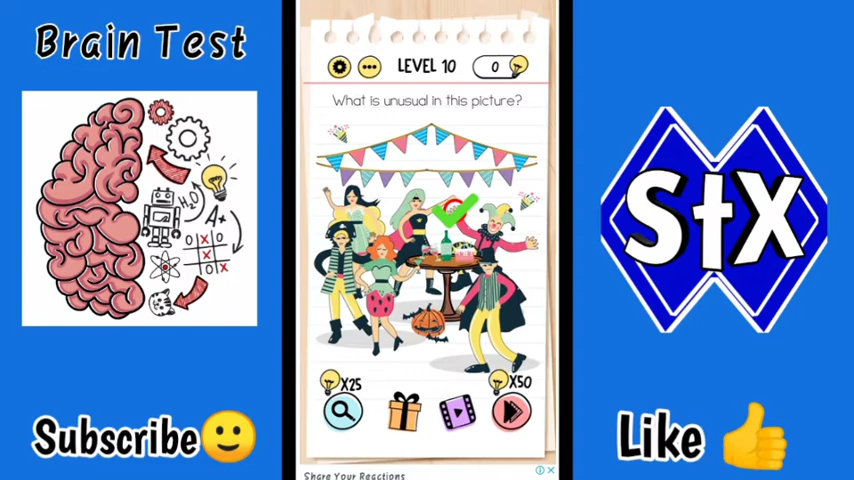 Brain Test
H₂O
A+
LEVEL 10
0
What is unusual in this picture?
X25
X50
Share Your Reactions
Subscribe
StX
Like